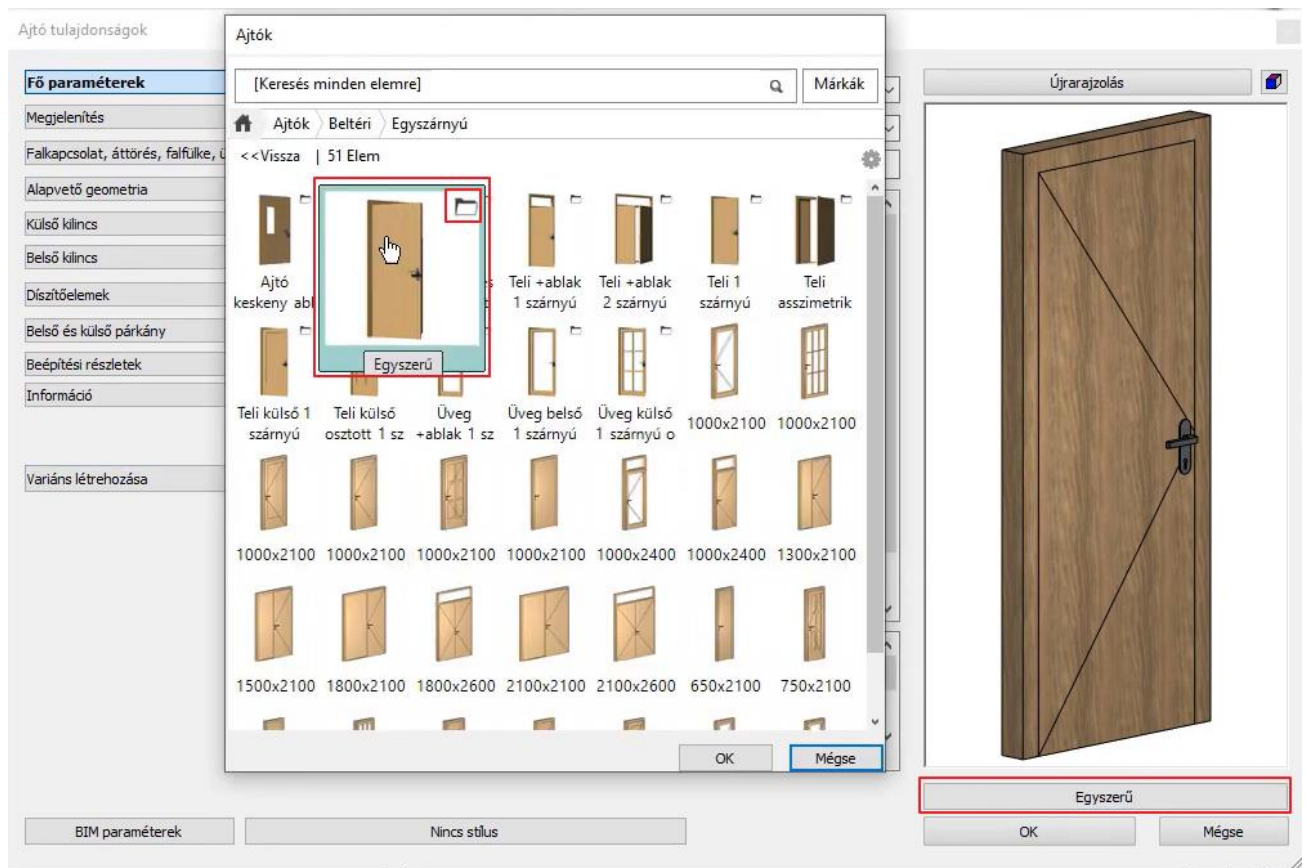 Ajtó tulajdonságok
Fő paraméterek
Megjelenítés
Falkapcsolat, áttörés, falfülke,
Alapvető geometria
Külső kilincs
Belső kilincs
Díszítőelemek
Belső és külső párkány
Beépítési részletek
Információ
Variáns létrehozása
BIM paraméterek
Nincs stílus
Ajtók
[Keresés minden elemre]
Márkák
Ajtók
Beltéri
Egyszárnyú
<<Vissza | 51 Elem
Ajtó
keskeny abl
Egyszerű
Teli +ablak
1 szárnyú
Teli +ablak
2 szárnyú
Teli 1
szárnyú
Teli
asszimetrik
Teli külső 1
szárnyú
Teli külső
osztott 1 sz
Üveg
+ablak 1 sz
Üveg belső
1 szárnyú
Üveg külső
1 szárnyú o
1000x2100
1000x2100
1000x2100
1000x2100
1000x2100
1000x2100
1000x2400
1000x2400
1300x2100
1500x2100
1800x2100
1800x2600
2100x2100
2100x2600
650x2100
750x2100
OK
Mégse
Újrarajzolás
Egyszerű
OK
Mégse